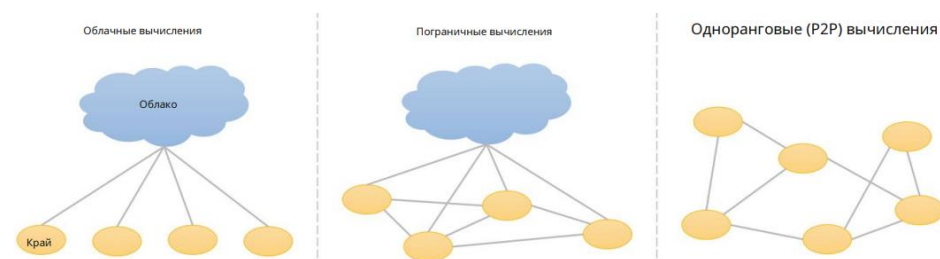 Облачные вычисления
Пограничные вычисления
Одноранговые (P2P) вычисления
Облако
Край